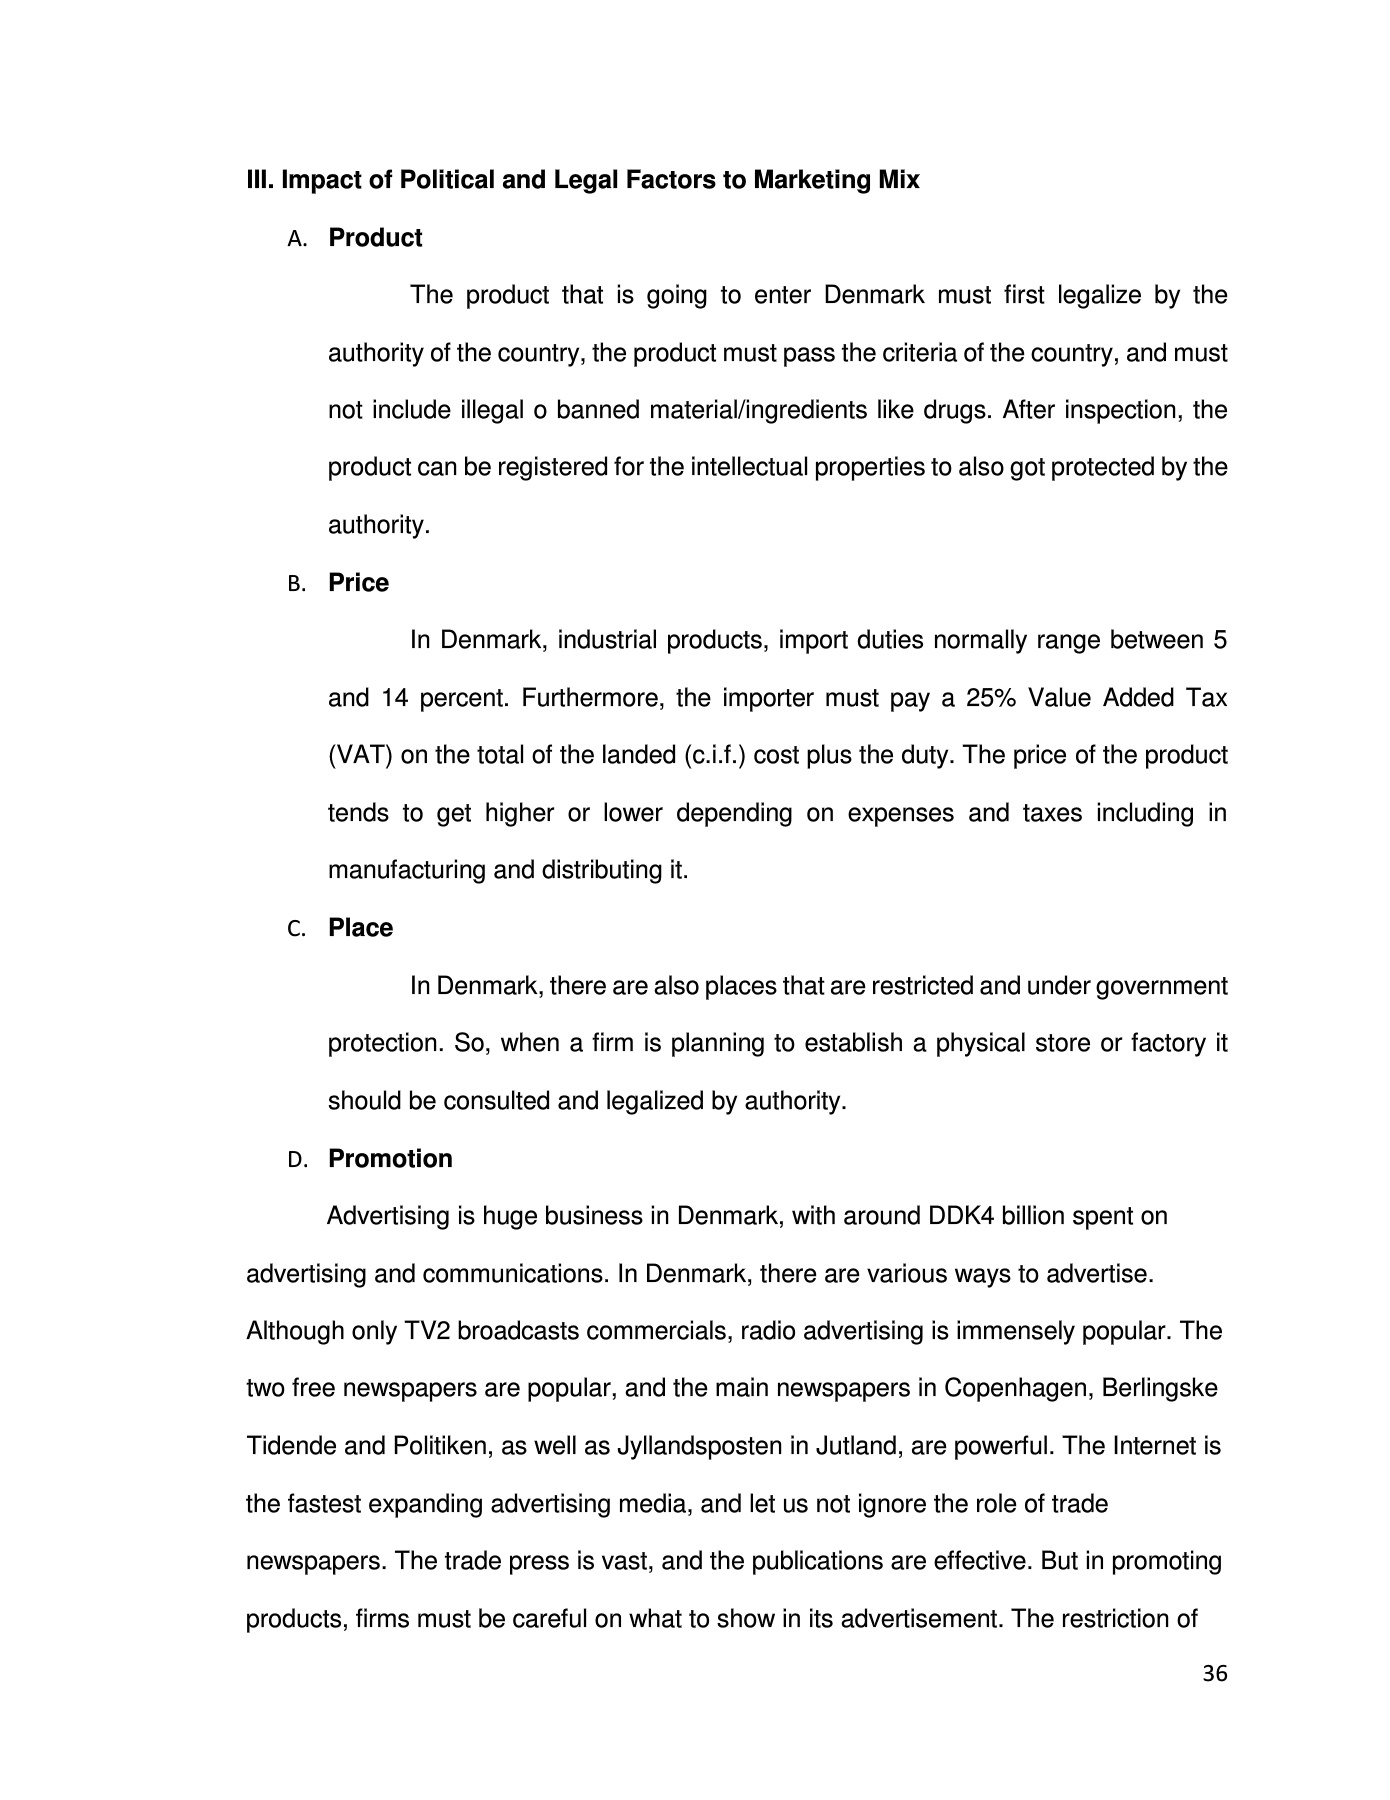 III. Impact of Political and Legal Factors to Marketing Mix
A. Product
The product that is going to enter Denmark must first legalize by the
authority of the country, the product must pass the criteria of the country, and must
not include illegal o banned material/ingredients like drugs. After inspection, the
product can be registered for the intellectual properties to also got protected by the
authority.
B. Price
In Denmark, industrial products, import duties normally range between 5
and 14 percent. Furthermore, the importer must pay a 25% Value Added Tax
(VAT) on the total of the landed (c.i.f.) cost plus the duty. The price of the product
tends to get higher or lower depending on expenses and taxes including in
manufacturing and distributing it.
C. Place
In Denmark, there are also places that are restricted and under government
protection. So, when a firm is planning to establish a physical store or factory it
should be consulted and legalized by authority.
D. Promotion
Advertising is huge business in Denmark, with around DDK4 billion spent on
advertising and communications. In Denmark, there are various ways to advertise.
Although only TV2 broadcasts commercials, radio advertising is immensely popular. The
two free newspapers are popular, and the main newspapers in Copenhagen, Berlingske
Tidende and Politiken, as well as Jyllandsposten in Jutland, are powerful. The Internet is
the fastest expanding advertising media, and let us not ignore the role of trade
newspapers. The trade press is vast, and the publications are effective. But in promoting
products, firms must be careful on what to show in its advertisement. The restriction of
36